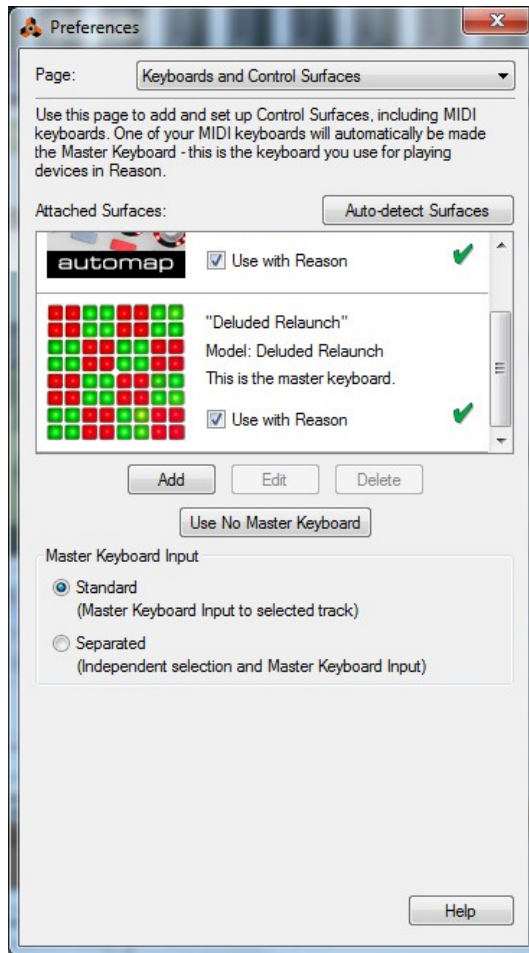 Preferences
Page: Keyboards and Control Surfaces
Use this page to add and set up Control Surfaces, including MIDI
keyboards. One of your MIDI keyboards will automatically be made
the Master Keyboard - this is the keyboard you use for playing
devices in Reason.
Attached Surfaces: Auto-detect Surfaces
automap
Use with Reason
"Deluded Relaunch"
Model: Deluded Relaunch
This is the master keyboard.
Use with Reason
Add Edit Delete
Use No Master Keyboard
Master Keyboard Input
Standard
(Master Keyboard Input to selected track)
Separated
(Independent selection and Master Keyboard Input)
Help